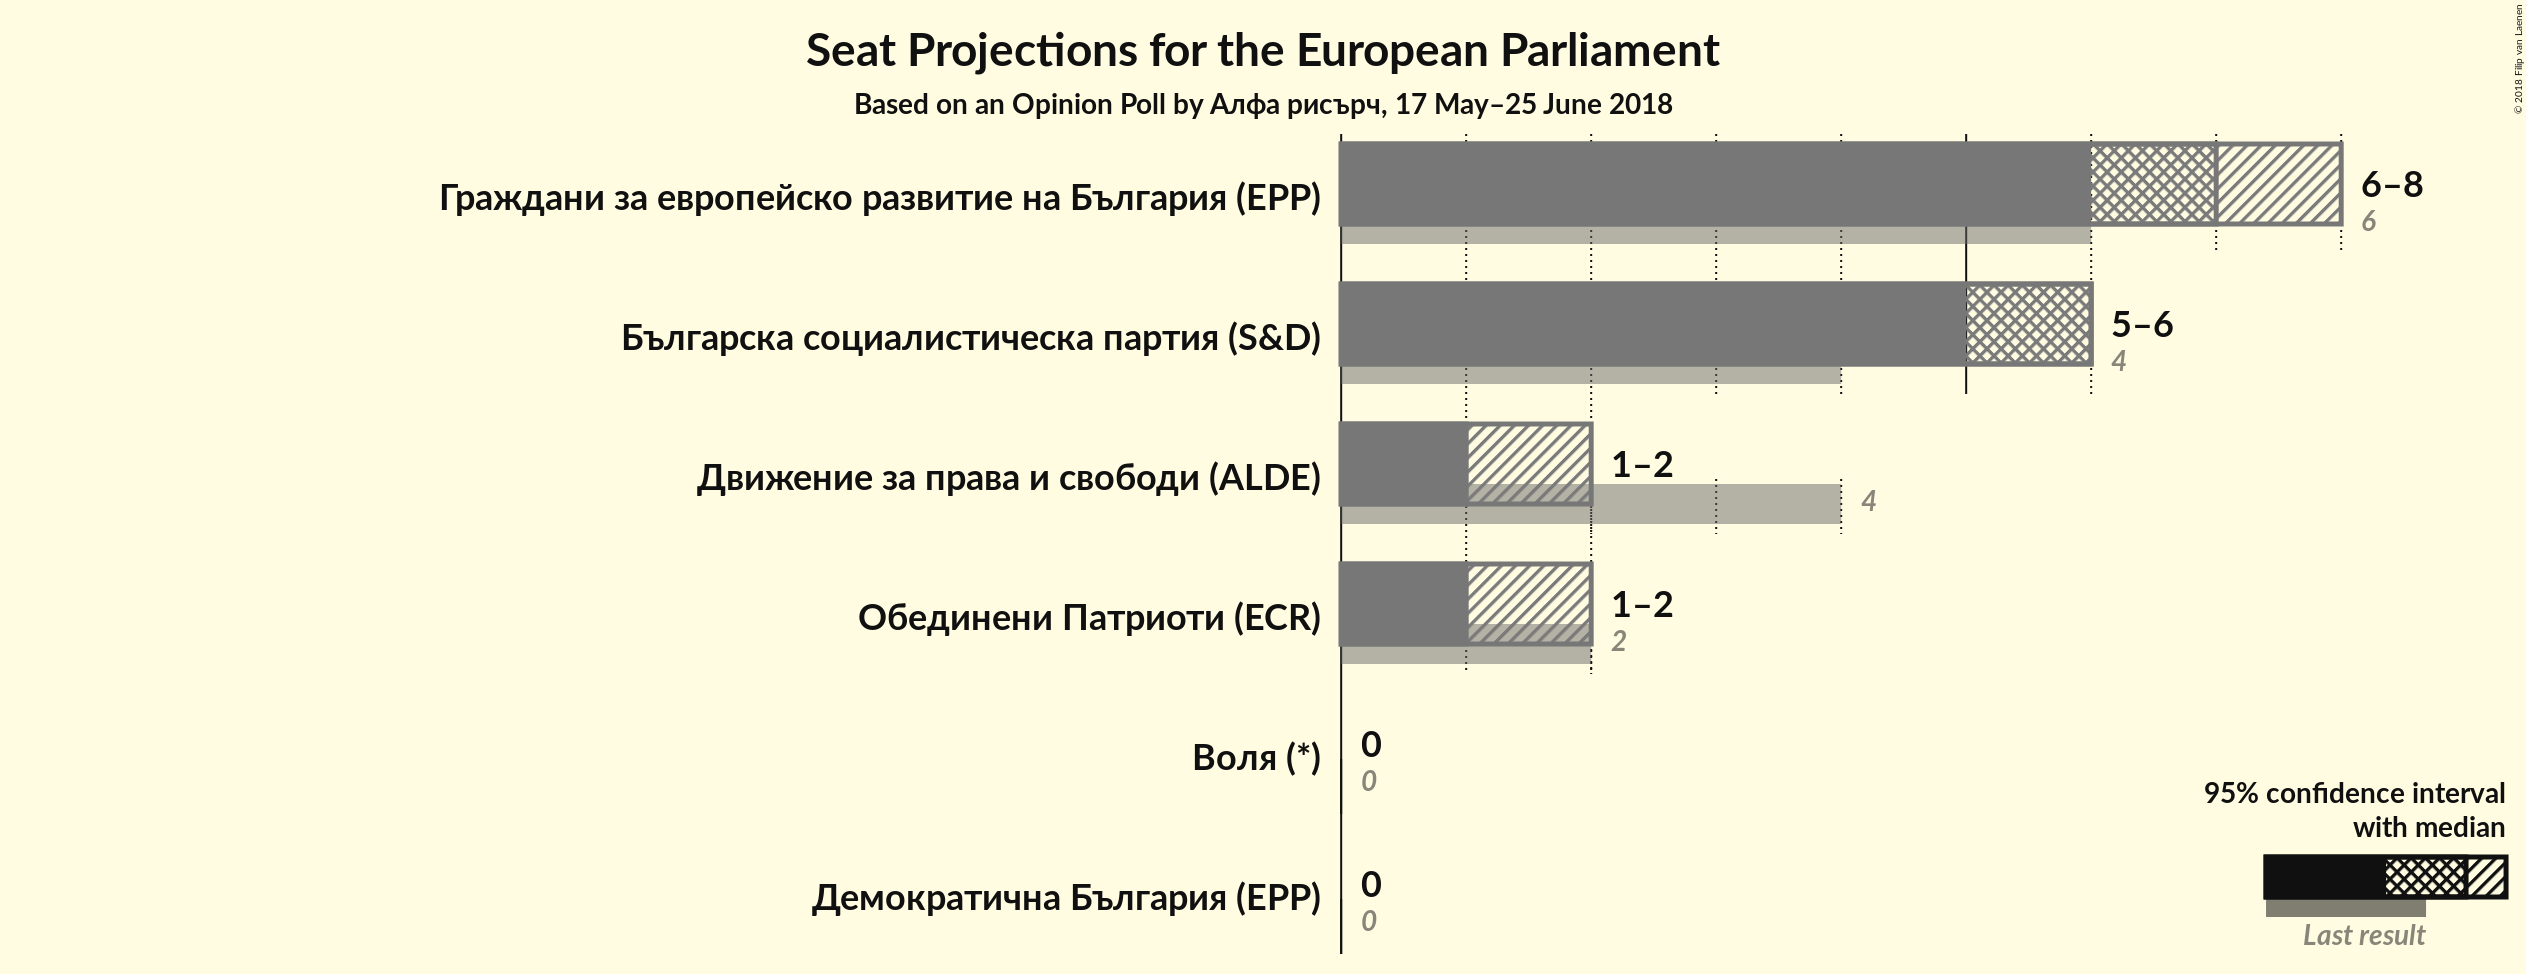 Seat Projections for the European Parliament
Based on an Opinion Poll by Алфа рисърч, 17 May–25 June 2018
© 2018 Filip van Laenen
Граждани за европейско развитие на България (EPP)
6–8
6
Българска социалистическа партия (S&D)
5–6
4
Движение за права и свободи (ALDE)
1–2
4
Обединени Патриоти (ECR)
1–2
2
Воля (*)
0
0
Демократична България (EPP)
0
0
95% confidence interval
with median
Last result